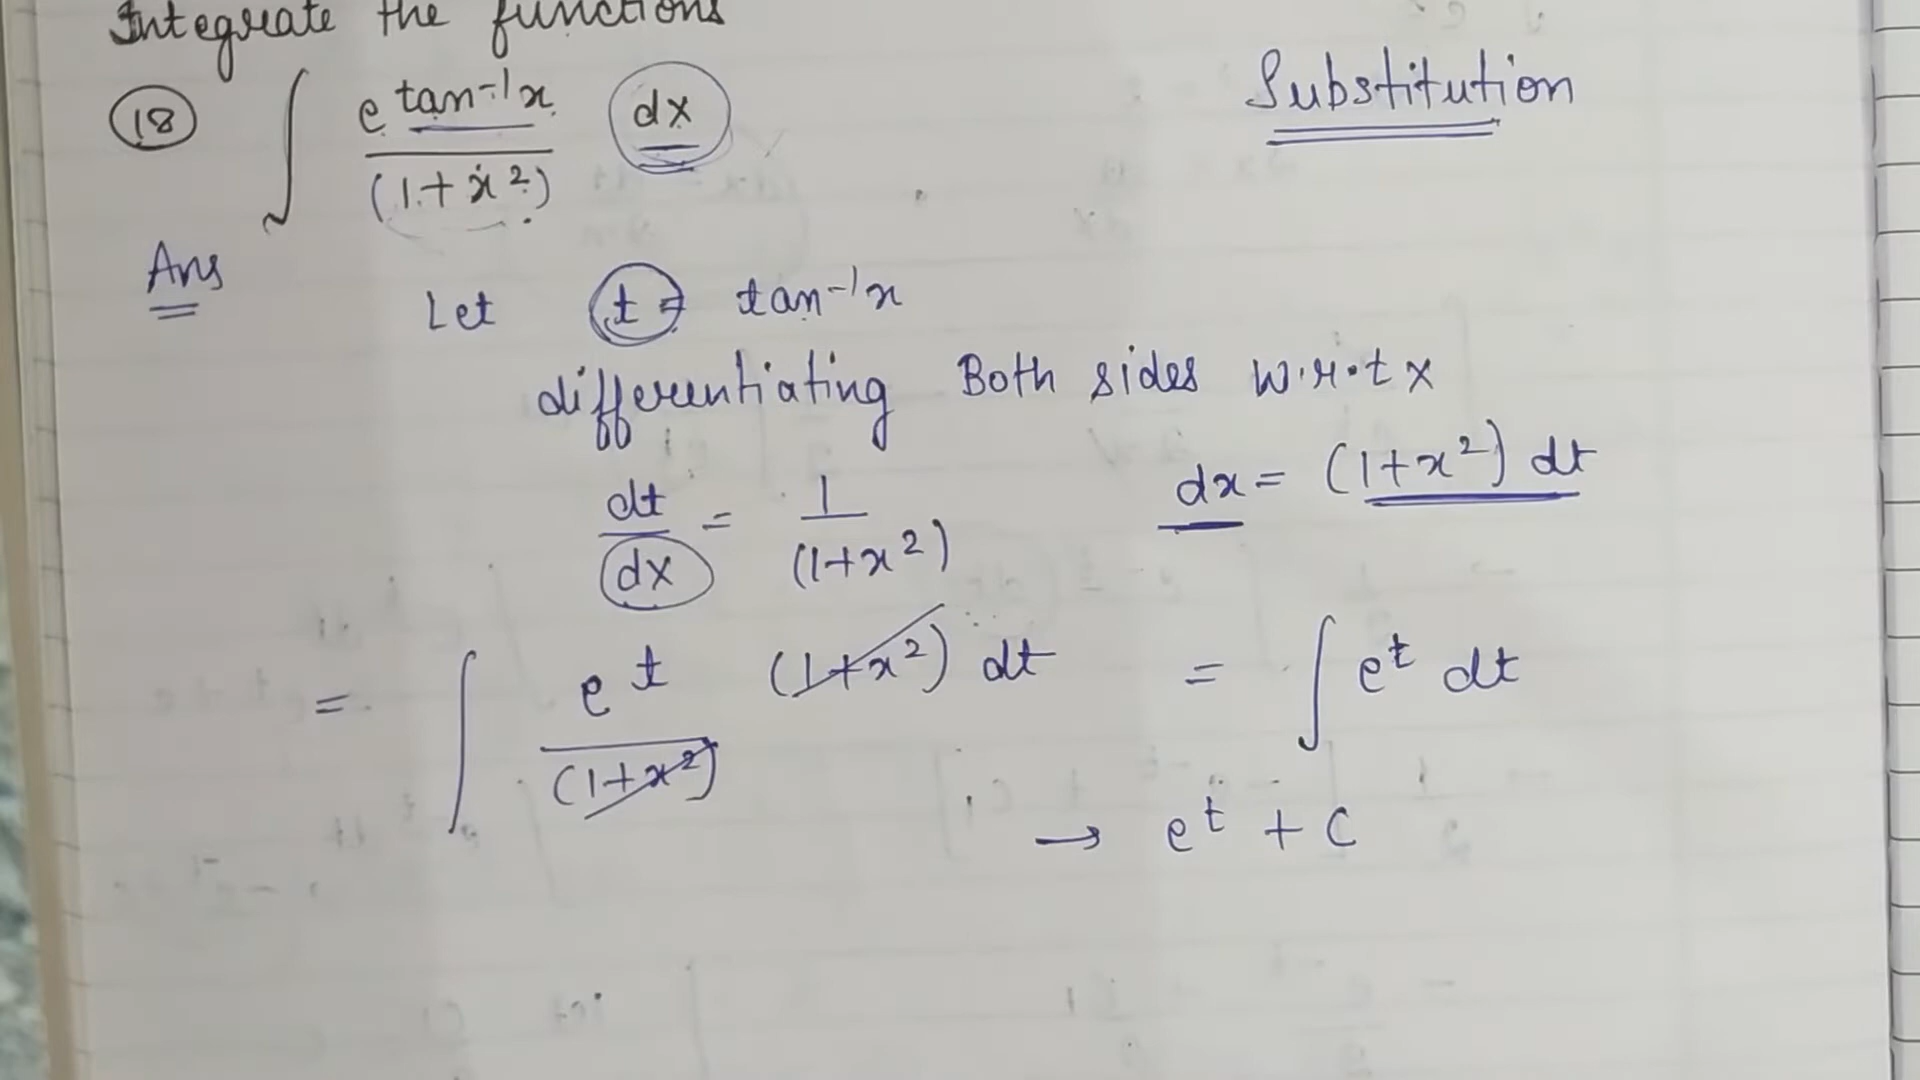 Integrate the functions
Substitution
(18) ∫ e^(tan⁻¹x) / (1+x²) dx
Ans
Let t = tan⁻¹x
differentiating Both sides w.r.t x
dt/dx = 1/(1+x²)
dx = (1+x²) dt
= ∫ e^t/(1+x²) (1+x²) dt = ∫ e^t dt
→ e^t + C